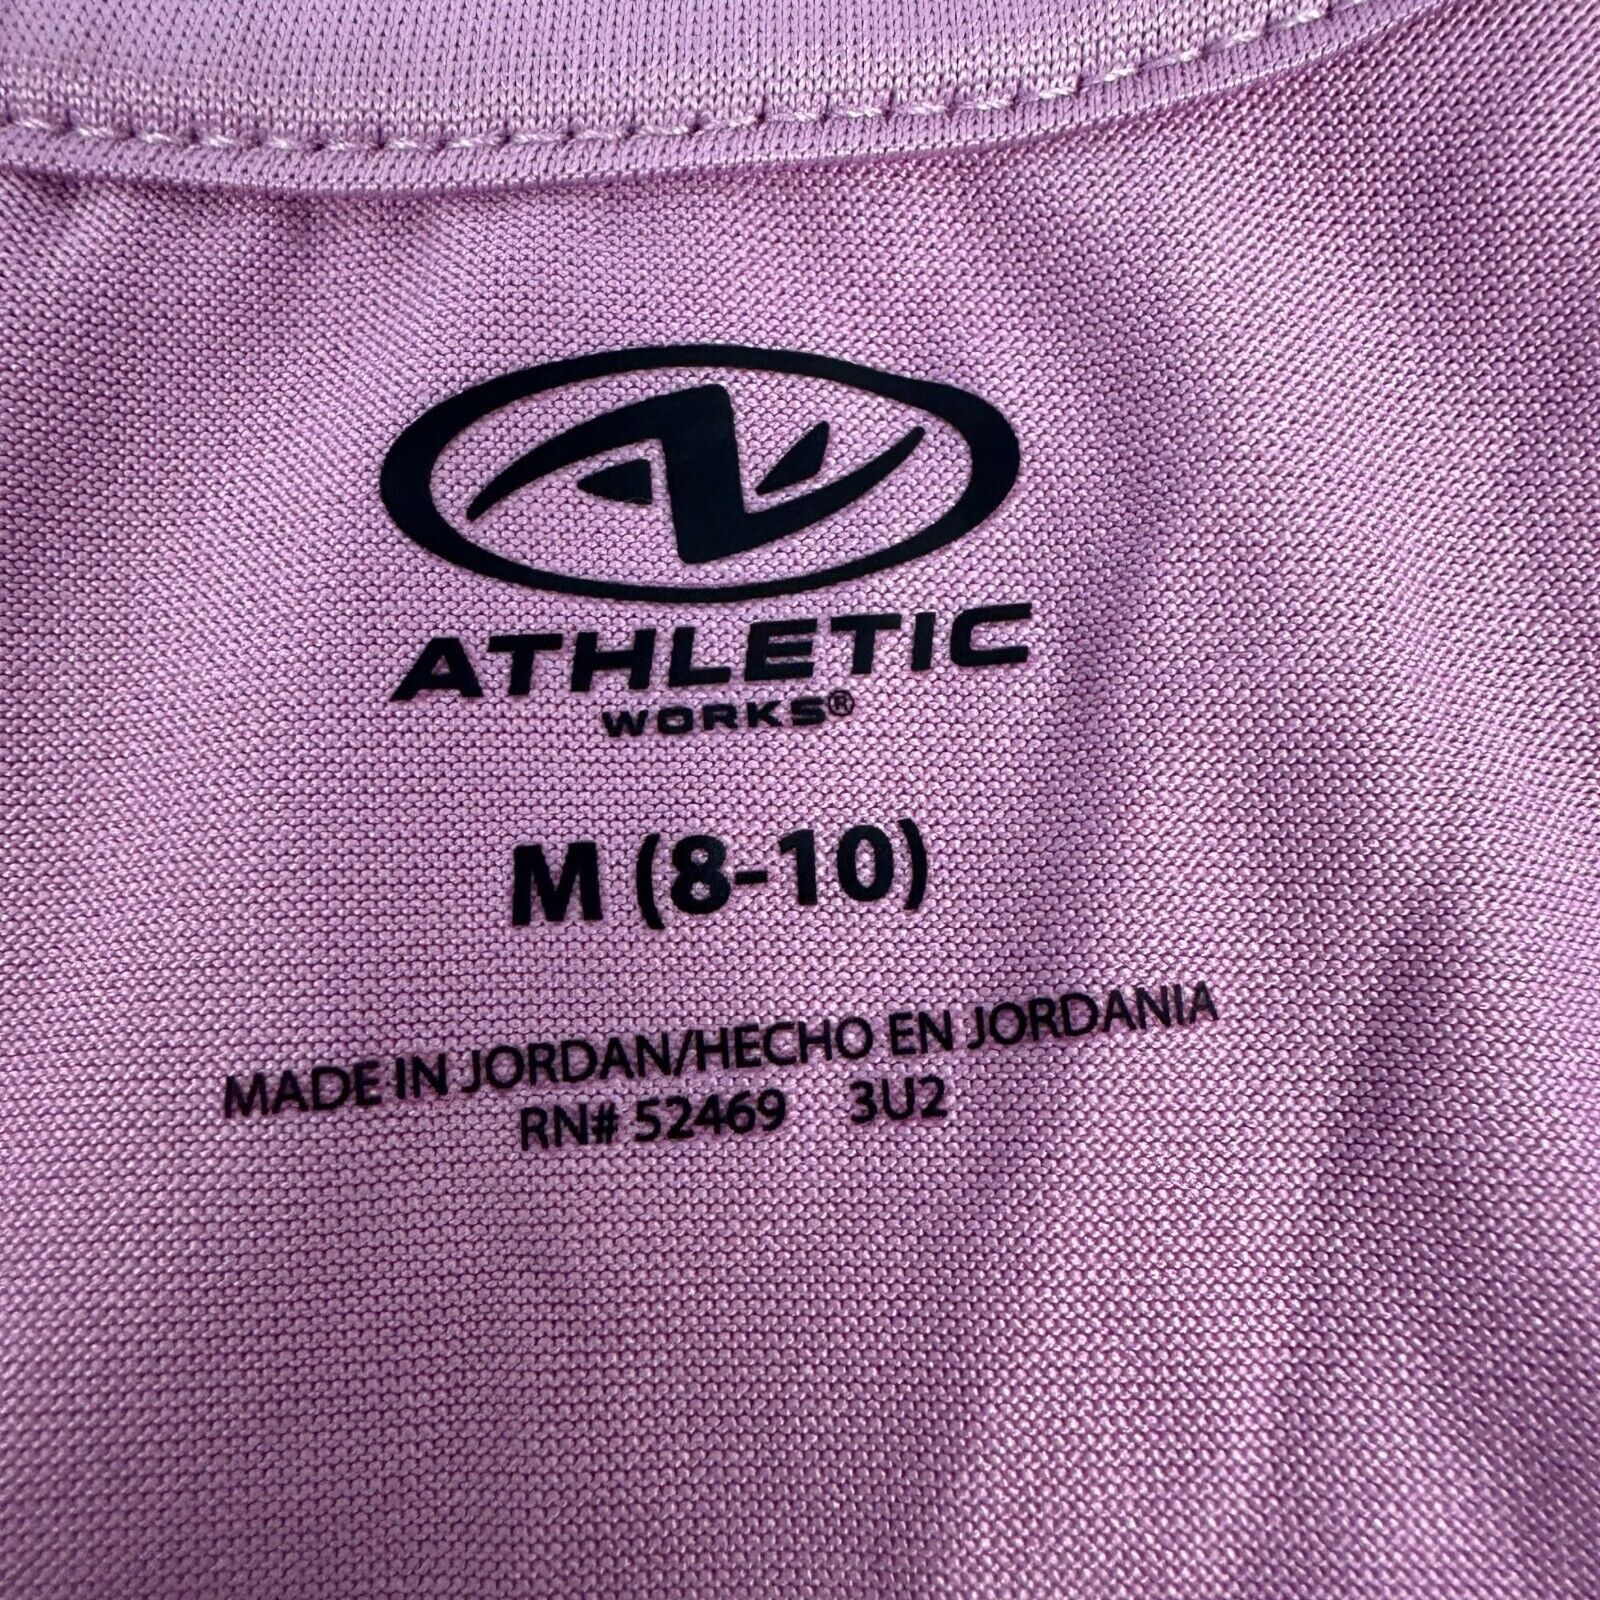 ATHLETIC
WORKS®
M (8-10)
MADE IN JORDAN/HECHO EN JORDANIA
RN# 52469 3U2